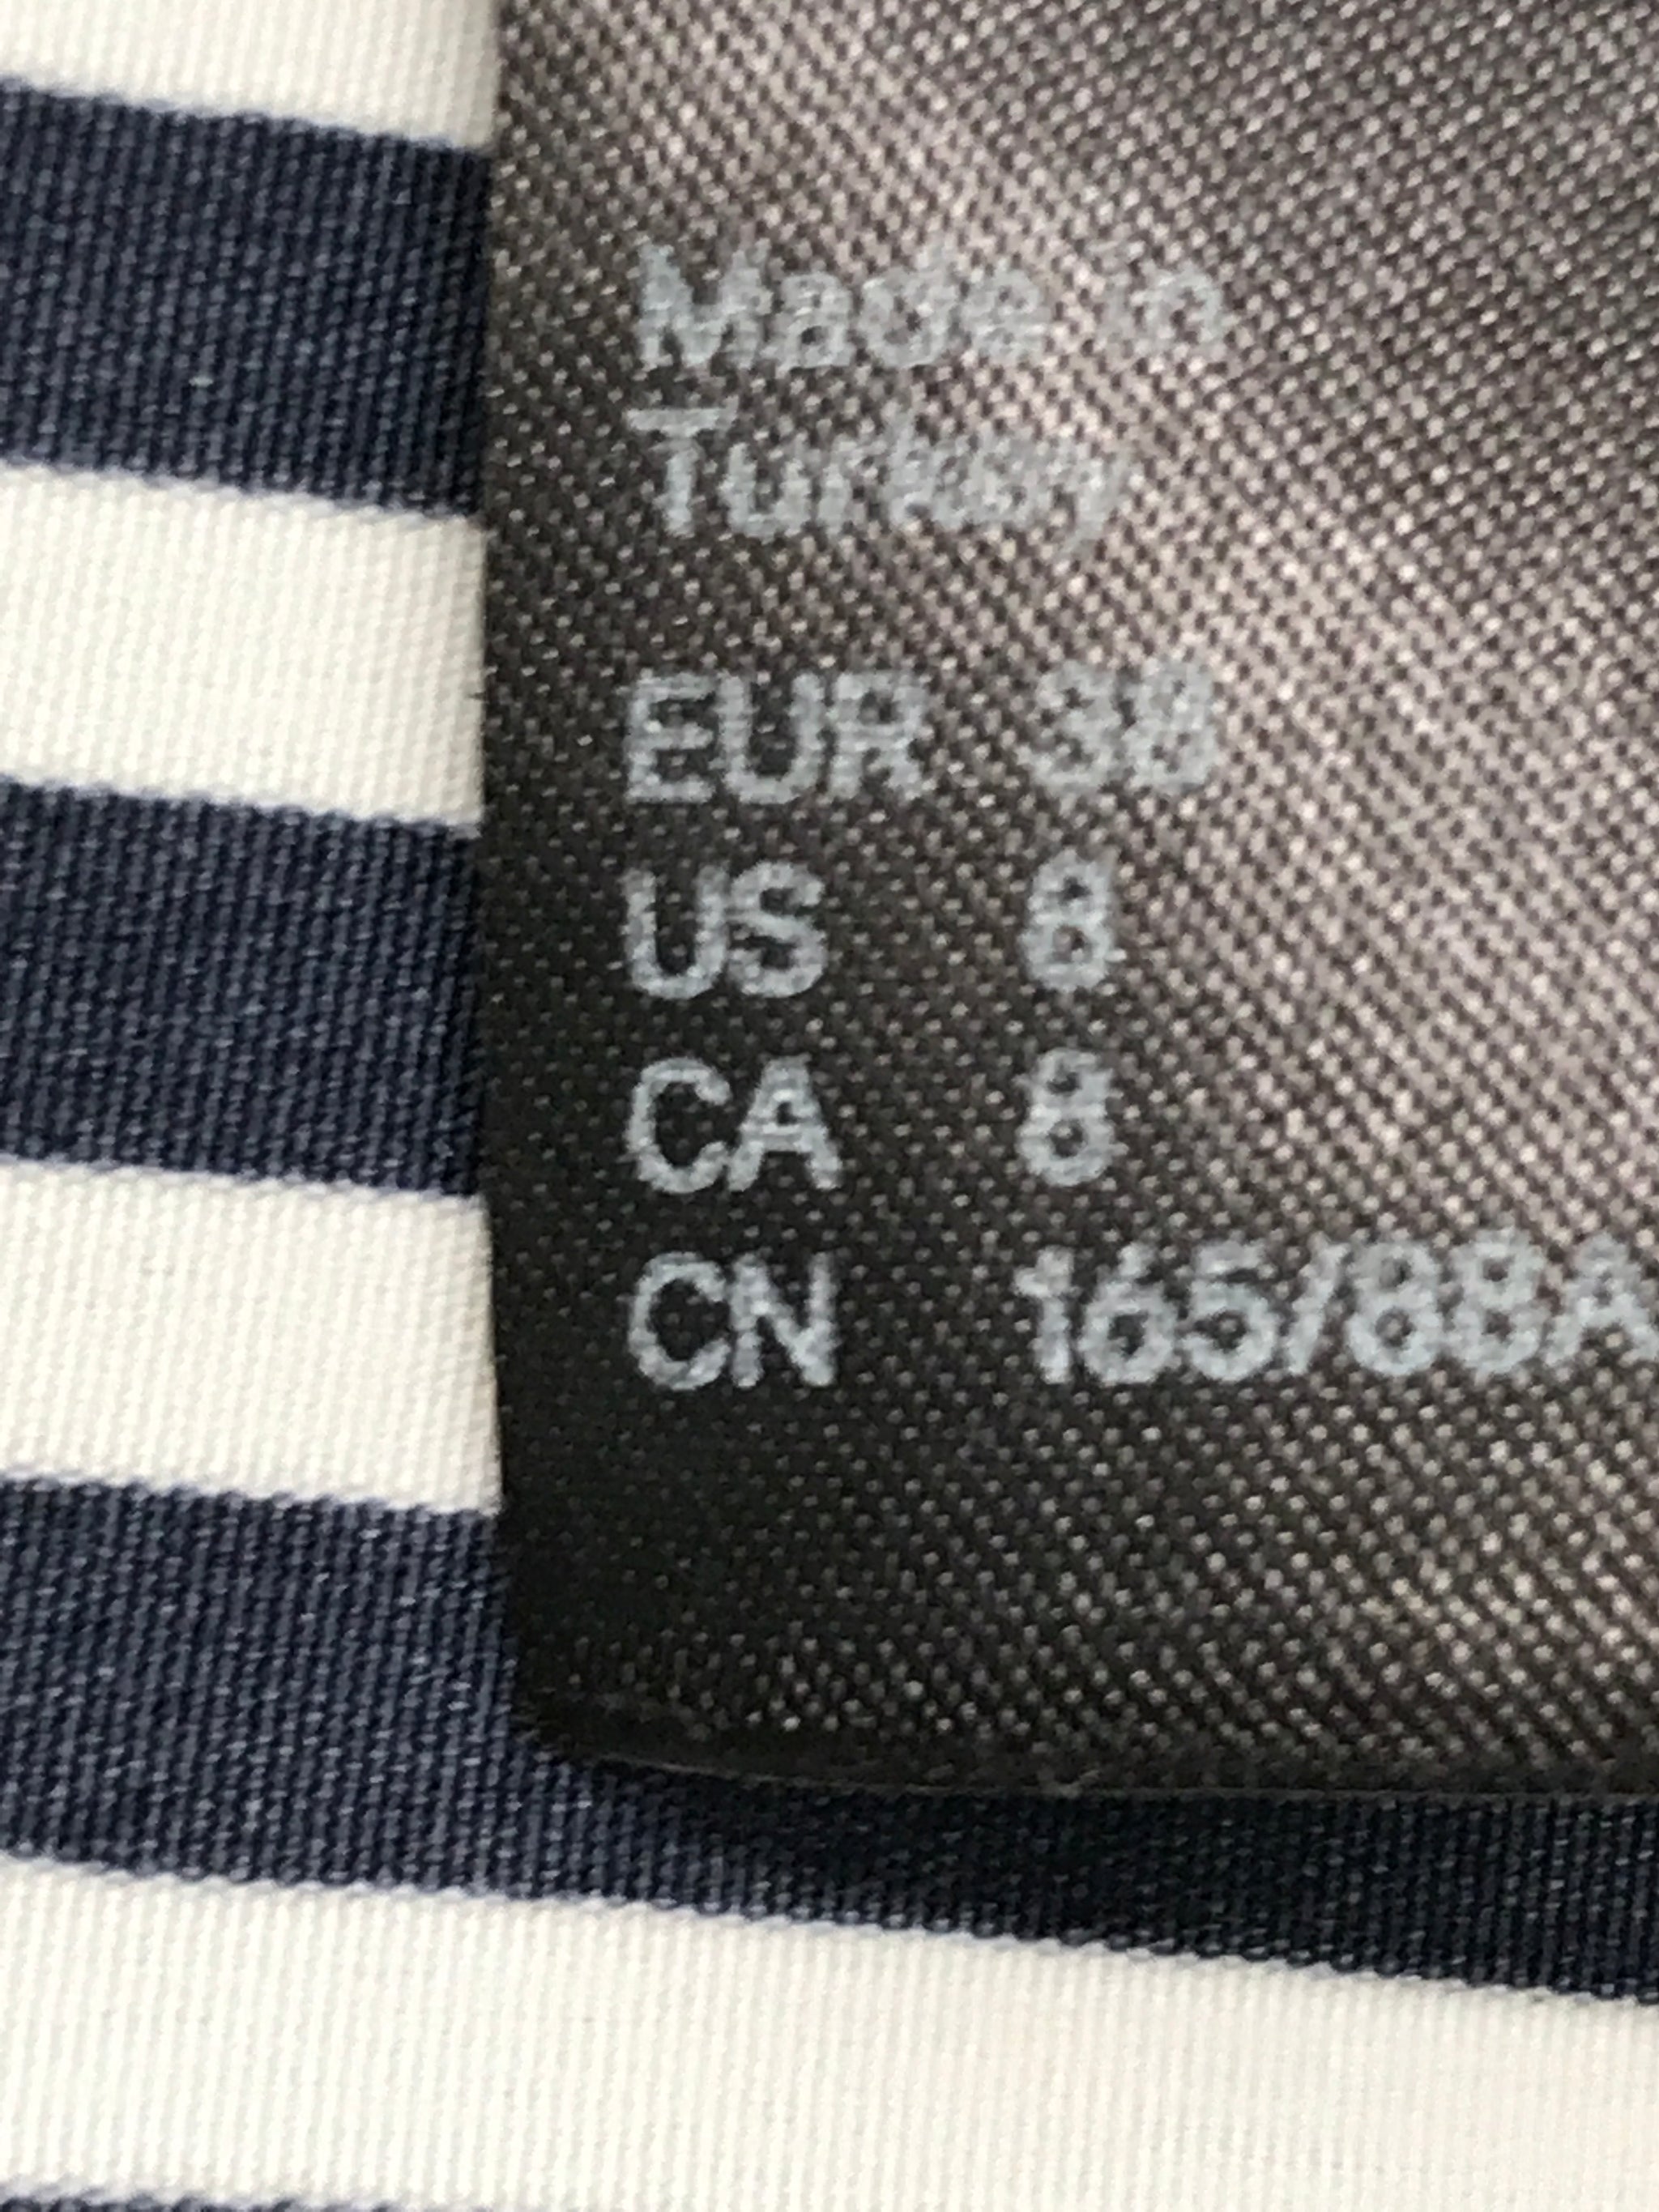 Made in
Turkey
EUR 38
US 8
CA 8
CN 165/88A